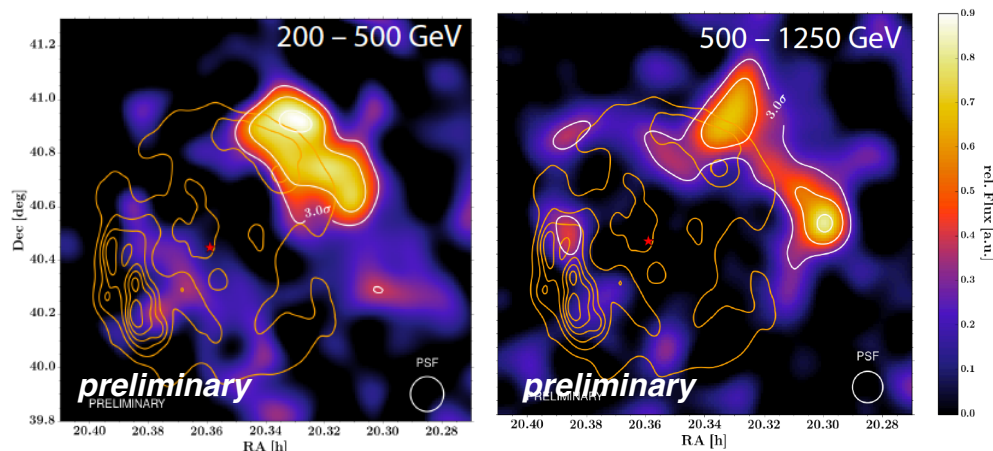 200 – 500 GeV
41.2
41.0
40.8
40.6
40.4
40.2
40.0
39.8
Dec [deg]
3.0σ
preliminary
PRELIMINARY
PSF
20.40
20.38
20.36
20.34
20.32
20.30
20.28
RA [h]
500 – 1250 GeV
3.0σ
preliminary
PRELIMINARY
PSF
20.40
20.38
20.36
20.34
20.32
20.30
20.28
RA [h]
0.9
0.8
0.7
0.6
0.5
0.4
0.3
0.2
0.1
0.0
rel. Flux [a.u.]